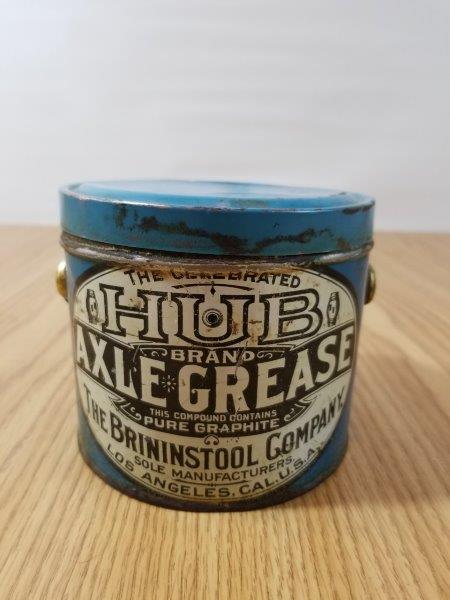 THE CELEBRATED
HUB
BRAND
AXLE GREASE
THIS COMPOUND CONTAINS
PURE GRAPHITE
THE BRININSTOOL COMPANY,
SOLE MANUFACTURERS,
LOS ANGELES, CAL., U.S.A.